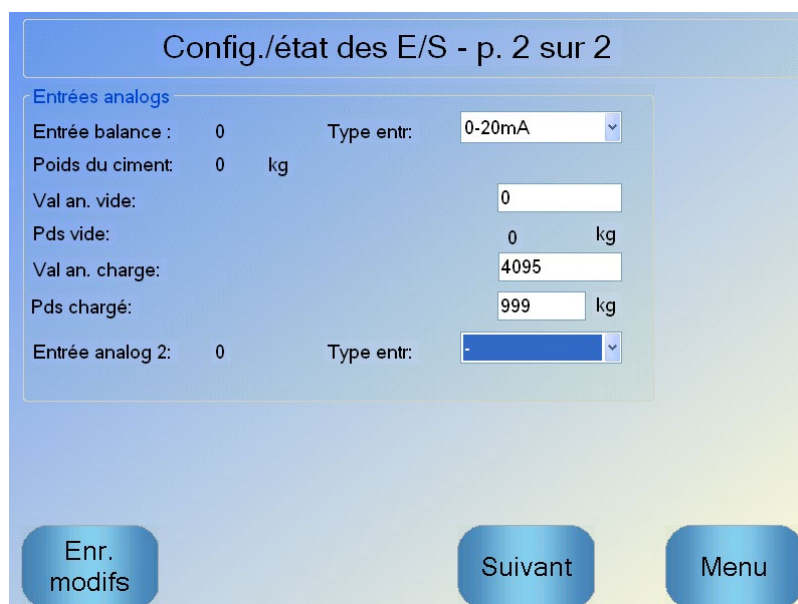 Config./état des E/S - p. 2 sur 2
Entrées analogs
Entrée balance : 0 Type entr: 0-20mA
Poids du ciment: 0 kg
Val an. vide: 0
Pds vide: 0 kg
Val an. charge: 4095
Pds chargé: 999 kg
Entrée analog 2: 0 Type entr: -
Enr. modifs
Suivant
Menu